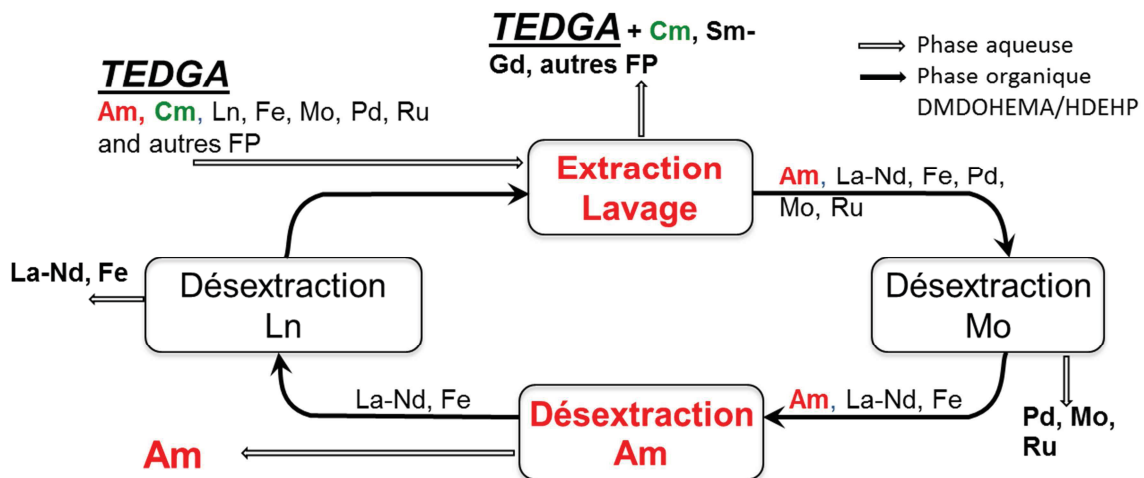 TEDGA
Am, Cm, Ln, Fe, Mo, Pd, Ru
and autres FP
TEDGA + Cm, Sm-
Gd, autres FP
Phase aqueuse
Phase organique
DMDOHEMA/HDEHP
Extraction
Lavage
Am, La-Nd, Fe, Pd,
Mo, Ru
La-Nd, Fe
Désextraction
Ln
Désextraction
Mo
La-Nd, Fe
Désextraction
Am
Am, La-Nd, Fe
Pd, Mo,
Ru
Am